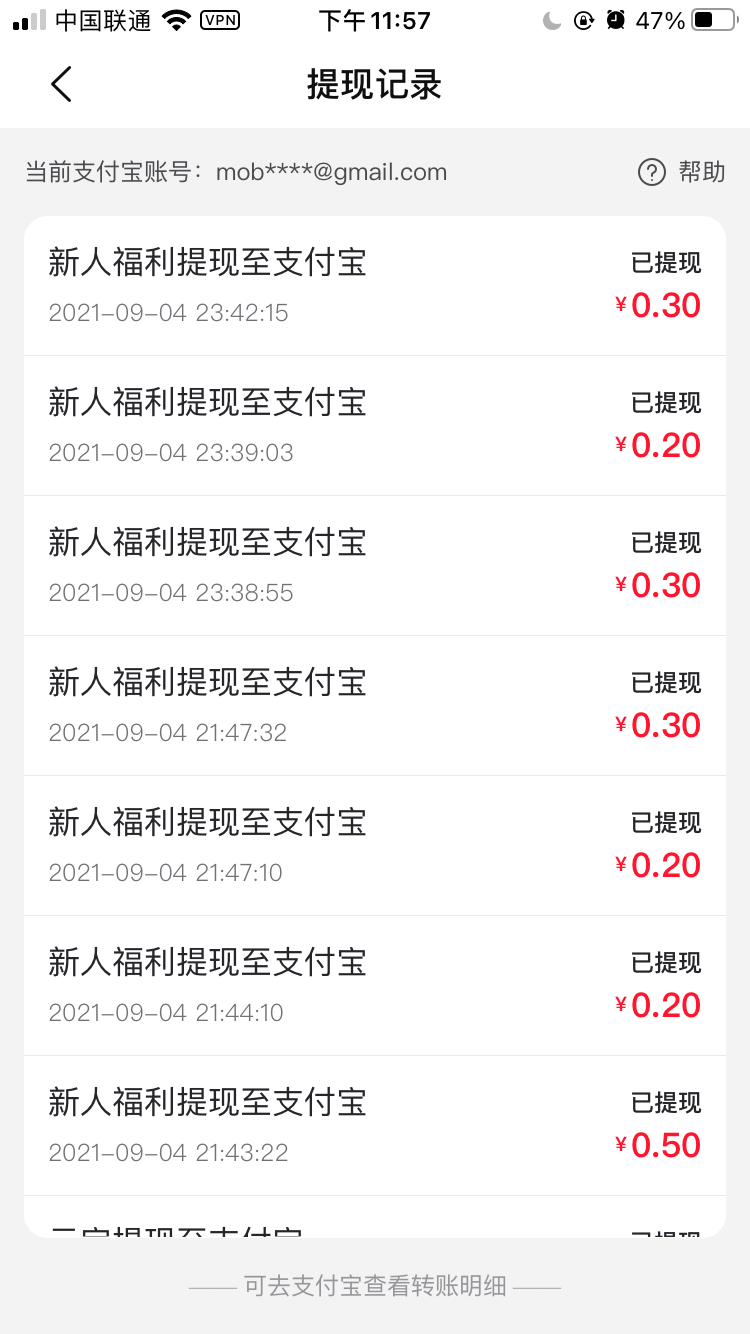 中国联通 VPN 下午11:57 47%
提现记录
当前支付宝账号：mob****@gmail.com ? 帮助
新人福利提现至支付宝 已提现
2021-09-04 23:42:15 ¥0.30
新人福利提现至支付宝 已提现
2021-09-04 23:39:03 ¥0.20
新人福利提现至支付宝 已提现
2021-09-04 23:38:55 ¥0.30
新人福利提现至支付宝 已提现
2021-09-04 21:47:32 ¥0.30
新人福利提现至支付宝 已提现
2021-09-04 21:47:10 ¥0.20
新人福利提现至支付宝 已提现
2021-09-04 21:44:10 ¥0.20
新人福利提现至支付宝 已提现
2021-09-04 21:43:22 ¥0.50
提现至支付宝 已提现
可去支付宝查看转账明细